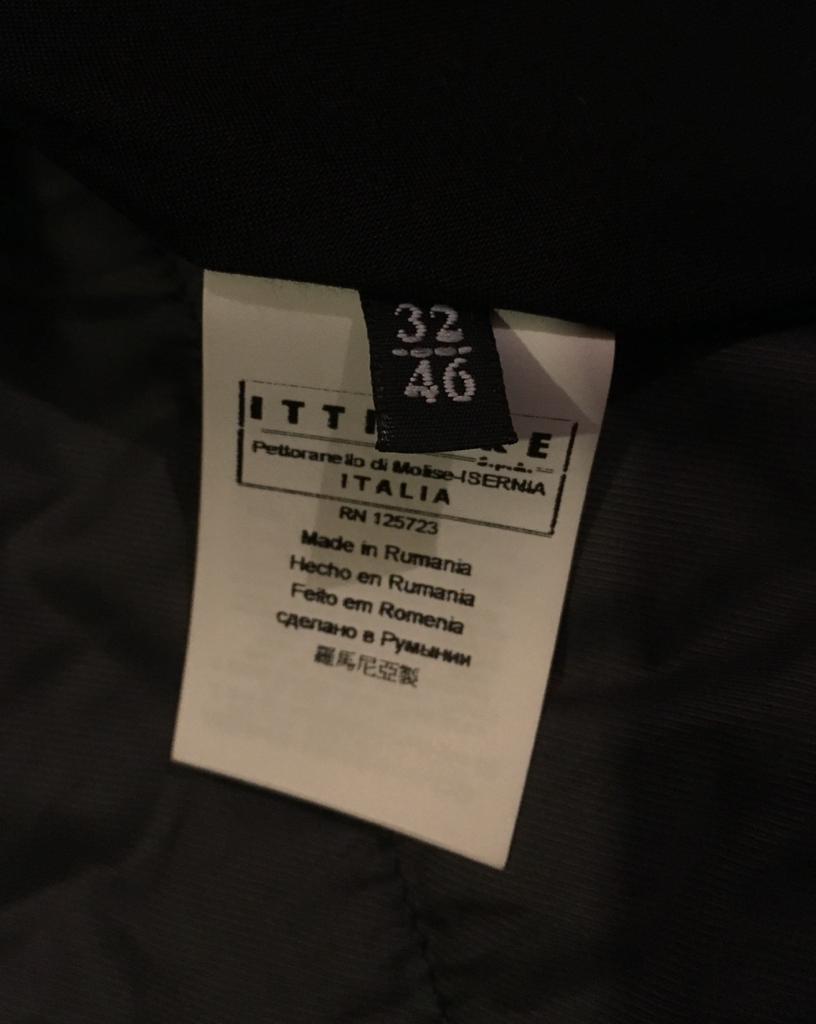 32
46
ITTI
E
S.p.A.
Pettoranello di Molise-ISERNIA
ITALIA
RN 125723
Made in Rumania
Hecho en Rumania
Feito em Romenia
сделано в Румынии
羅馬尼亞製